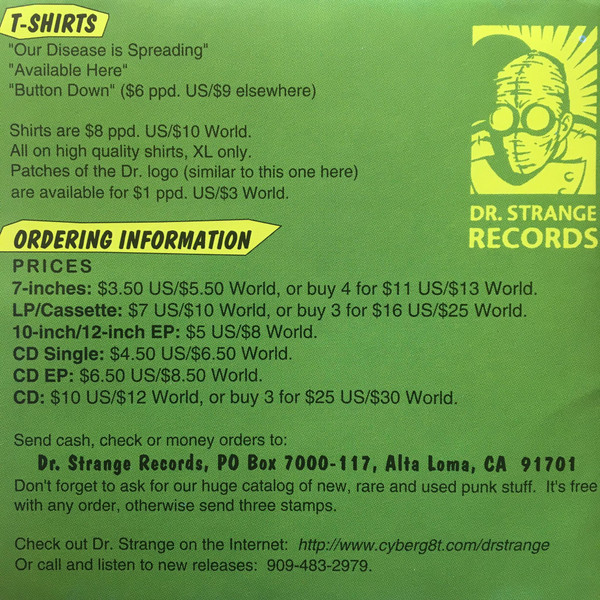 T-SHIRTS
"Our Disease is Spreading"
"Available Here"
"Button Down" ($6 ppd. US/$9 elsewhere)
Shirts are $8 ppd. US/$10 World.
All on high quality shirts, XL only.
Patches of the Dr. logo (similar to this one here)
are available for $1 ppd. US/$3 World.
DR. STRANGE
RECORDS
ORDERING INFORMATION
PRICES
7-inches: $3.50 US/$5.50 World, or buy 4 for $11 US/$13 World.
LP/Cassette: $7 US/$10 World, or buy 3 for $16 US/$25 World.
10-inch/12-inch EP: $5 US/$8 World.
CD Single: $4.50 US/$6.50 World.
CD EP: $6.50 US/$8.50 World.
CD: $10 US/$12 World, or buy 3 for $25 US/$30 World.
Send cash, check or money orders to:
Dr. Strange Records, PO Box 7000-117, Alta Loma, CA 91701
Don't forget to ask for our huge catalog of new, rare and used punk stuff. It's free
with any order, otherwise send three stamps.
Check out Dr. Strange on the Internet: http://www.cyberg8t.com/drstrange
Or call and listen to new releases: 909-483-2979.